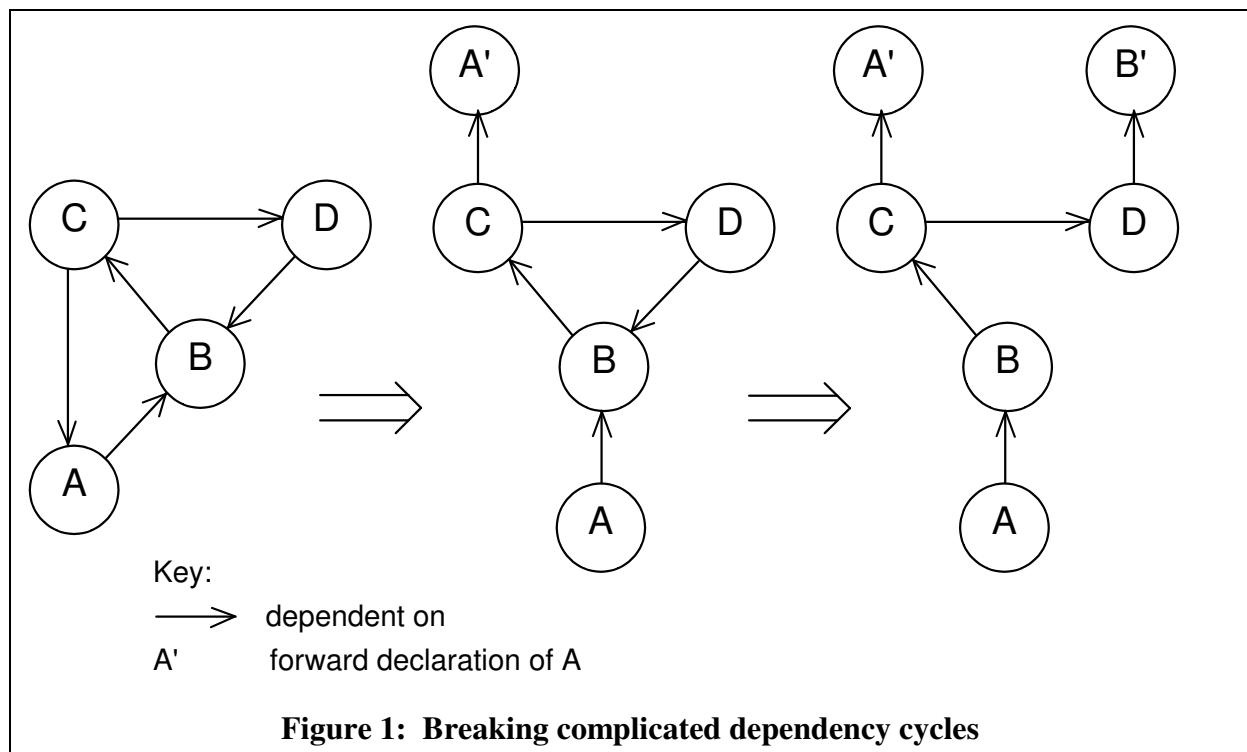 A' A' B'
C D C D C D
B B B
A A A
Key:
dependent on
A' forward declaration of A
Figure 1: Breaking complicated dependency cycles